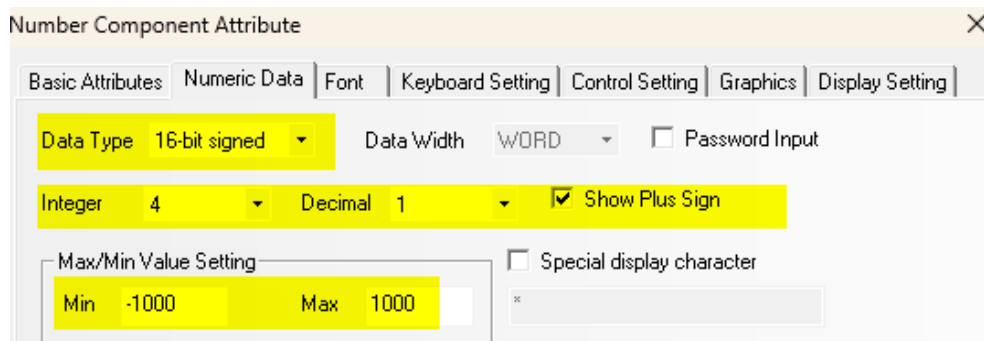 Number Component Attribute
Basic Attributes Numeric Data Font Keyboard Setting Control Setting Graphics Display Setting
Data Type 16-bit signed Data Width WORD Password Input
Integer 4 Decimal 1 Show Plus Sign
Max/Min Value Setting Special display character
Min -1000 Max 1000 *